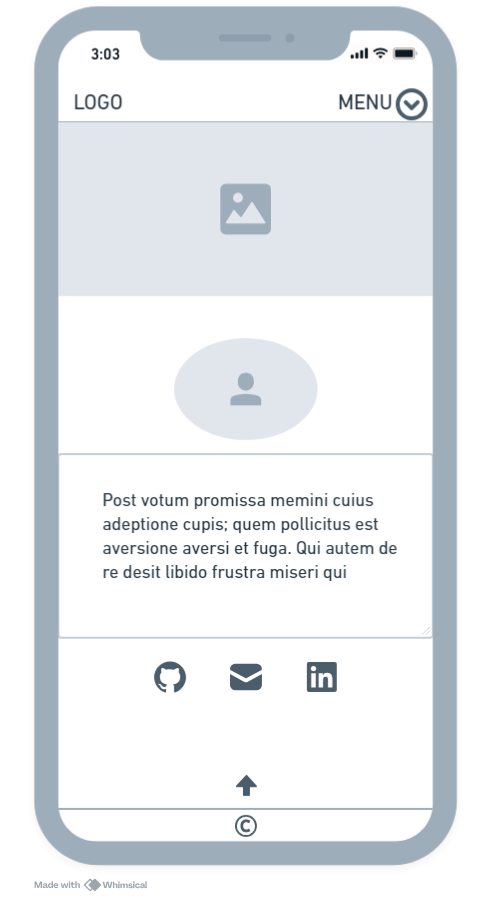 3:03
LOGO
MENU
Post votum promissa memini cuius
adeptione cupis; quem pollicitus est
aversione aversi et fuga. Qui autem de
re desit libido frustra miseri qui
in
©
Made with Whimsical